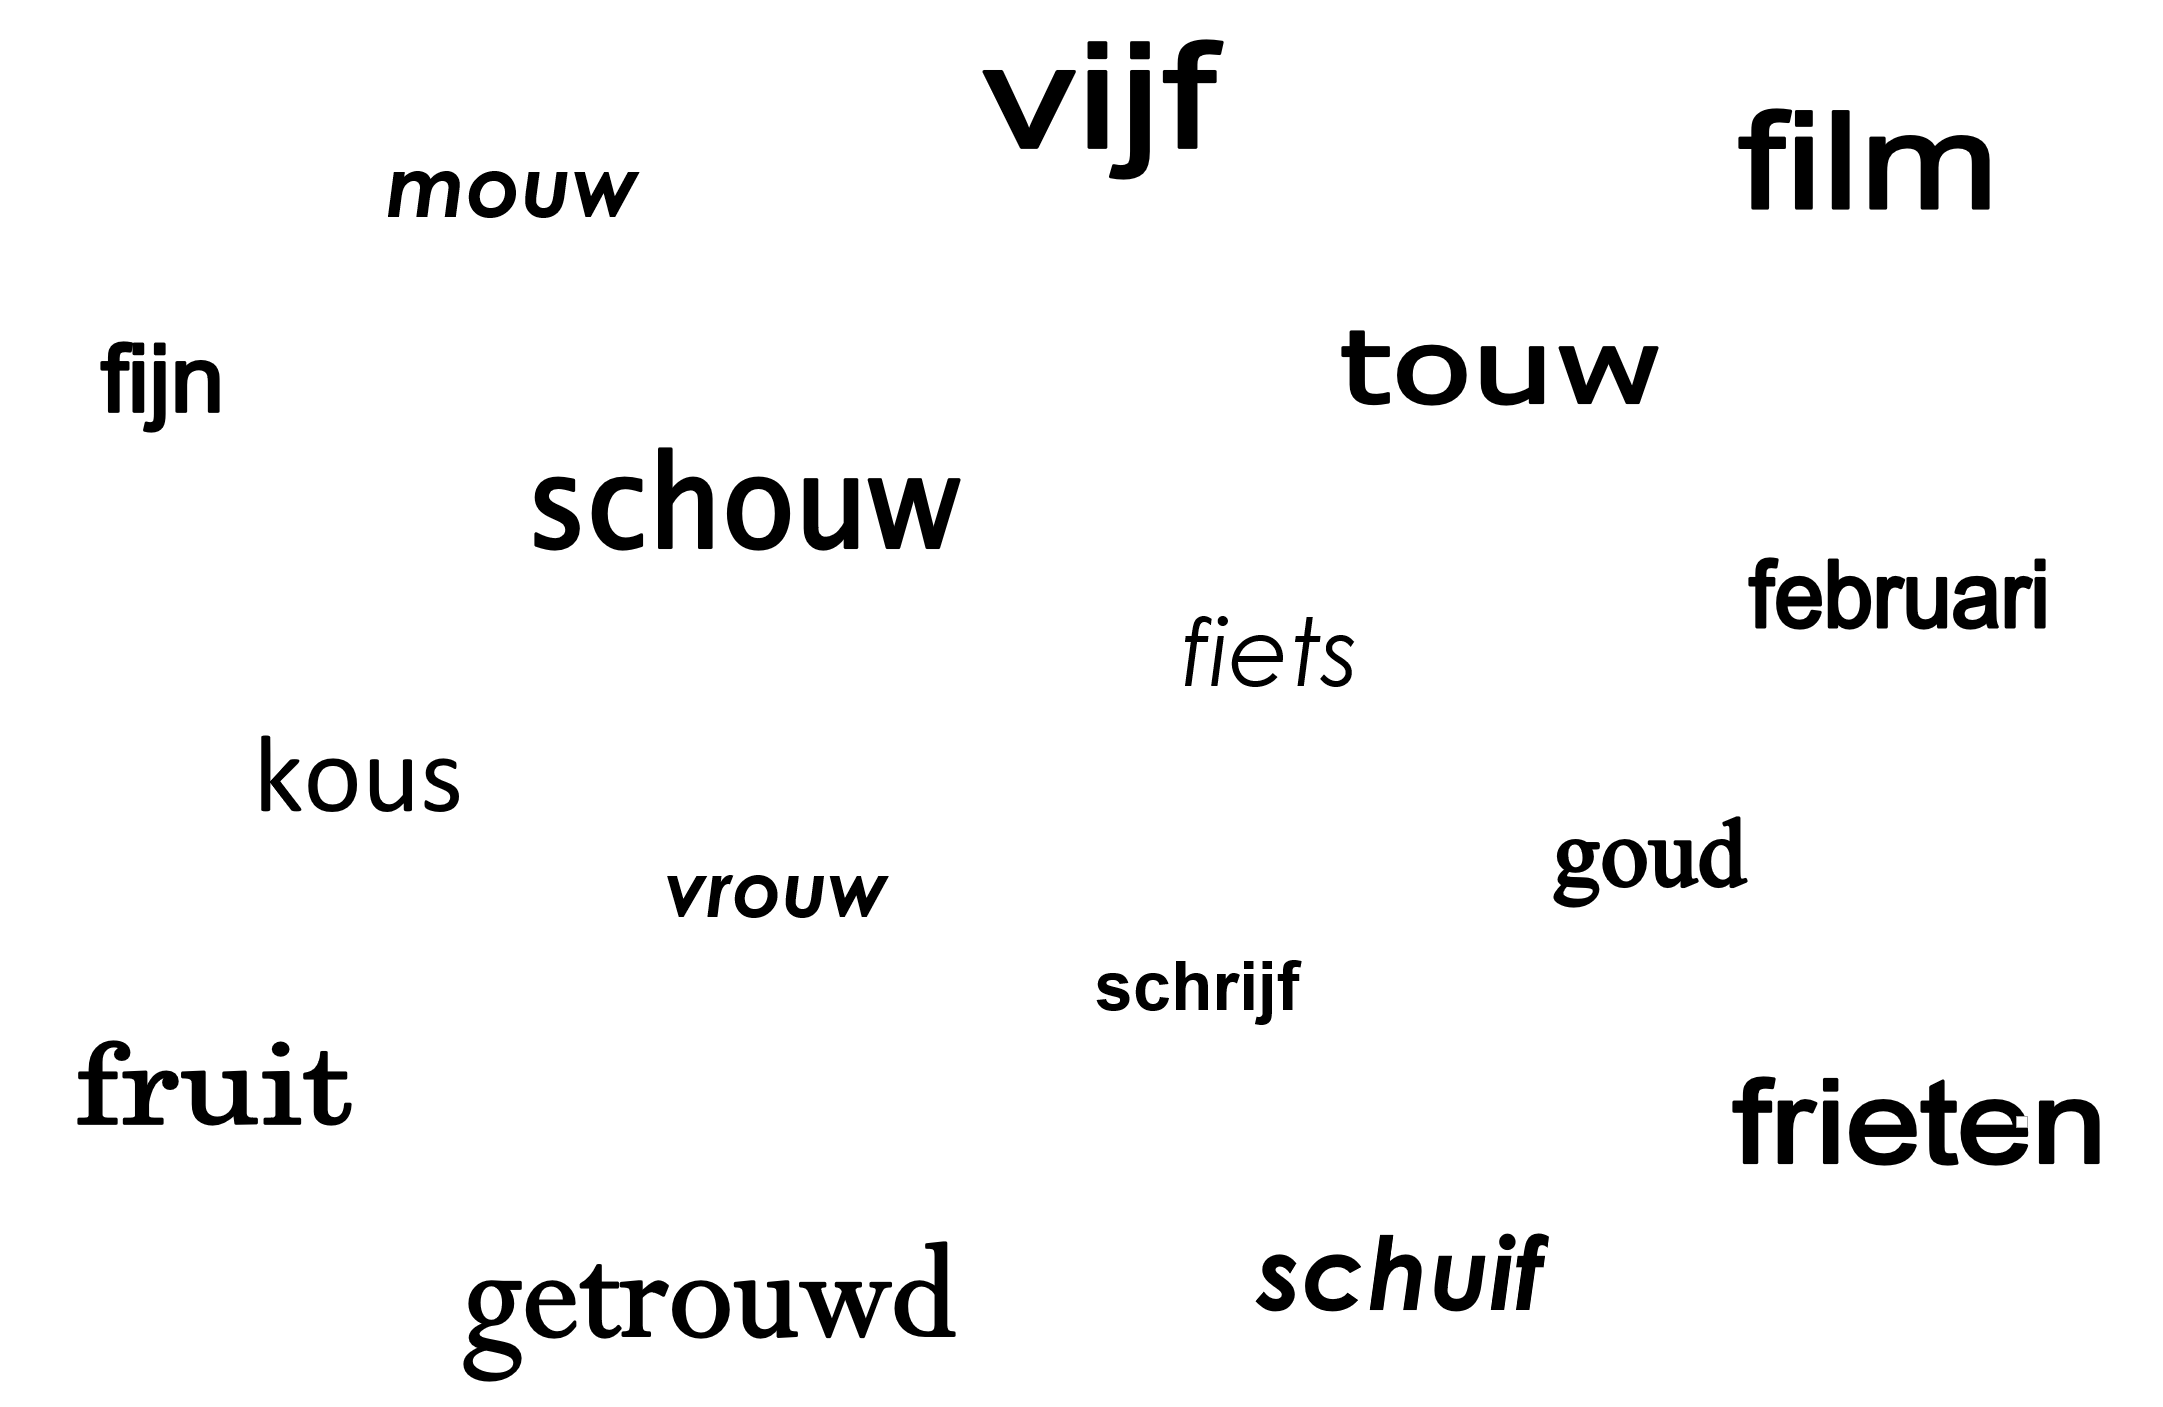 vijf
film
mouw
touw
fijn
schouw
februari
fiets
kous
goud
vrouw
schrijf
fruit
frieten
schuif
getrouwd